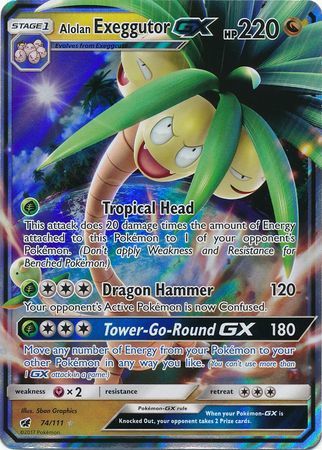 STAGE 1 Alolan Exeggutor GX HP 220
Evolves from Exeggcute
Tropical Head
This attack does 20 damage times the amount of Energy
attached to this Pokémon to 1 of your opponent's
Pokémon. (Don't apply Weakness and Resistance for
Benched Pokémon.)
Dragon Hammer 120
Your opponent's Active Pokémon is now Confused.
Tower-Go-Round GX 180
Move any number of Energy from your Pokémon to your
other Pokémon in any way you like. (You can't use more than 1
GX attack in a game.)
weakness × 2 resistance retreat
Illus. 5ban Graphics
Pokémon-GX rule
74/111
When your Pokémon-GX is
Knocked Out, your opponent takes 2 Prize cards.
©2017 Pokémon